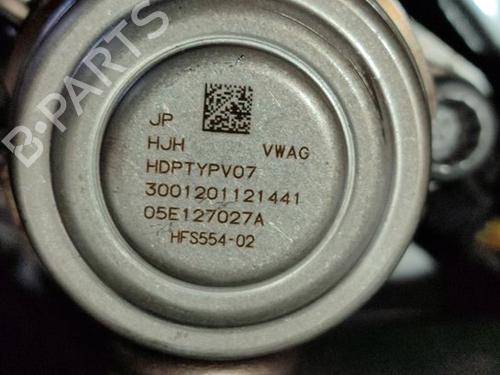 B-PARTS
JP
HJH VWAG
HDPTYPV07
3001201121441
05E127027A
HFS554-02